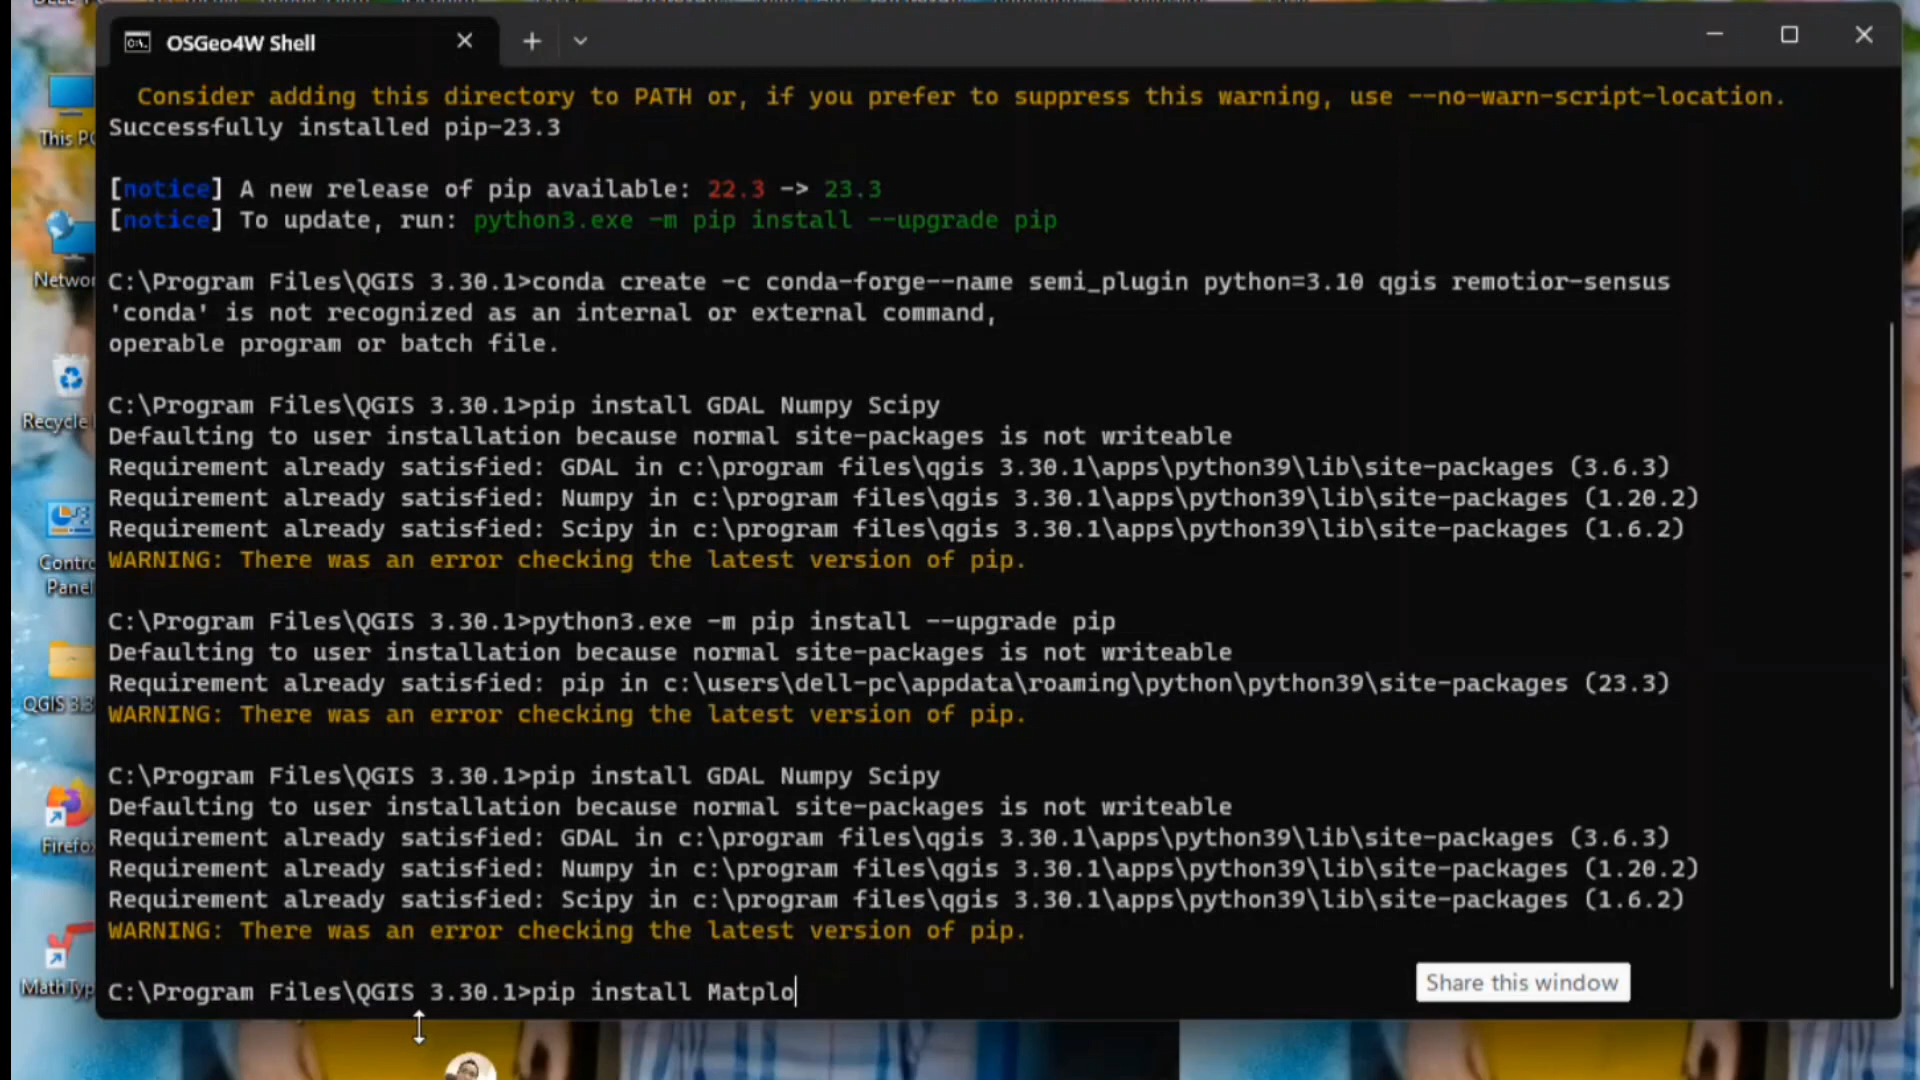 OSGeo4W Shell
Consider adding this directory to PATH or, if you prefer to suppress this warning, use --no-warn-script-location.
Successfully installed pip-23.3
[notice] A new release of pip available: 22.3 -> 23.3
[notice] To update, run: python3.exe -m pip install --upgrade pip
C:\Program Files\QGIS 3.30.1>conda create -c conda-forge--name semi_plugin python=3.10 qgis remotior-sensus
'conda' is not recognized as an internal or external command,
operable program or batch file.
C:\Program Files\QGIS 3.30.1>pip install GDAL Numpy Scipy
Defaulting to user installation because normal site-packages is not writeable
Requirement already satisfied: GDAL in c:\program files\qgis 3.30.1\apps\python39\lib\site-packages (3.6.3)
Requirement already satisfied: Numpy in c:\program files\qgis 3.30.1\apps\python39\lib\site-packages (1.20.2)
Requirement already satisfied: Scipy in c:\program files\qgis 3.30.1\apps\python39\lib\site-packages (1.6.2)
WARNING: There was an error checking the latest version of pip.
C:\Program Files\QGIS 3.30.1>python3.exe -m pip install --upgrade pip
Defaulting to user installation because normal site-packages is not writeable
Requirement already satisfied: pip in c:\users\dell-pc\appdata\roaming\python\python39\site-packages (23.3)
WARNING: There was an error checking the latest version of pip.
C:\Program Files\QGIS 3.30.1>pip install GDAL Numpy Scipy
Defaulting to user installation because normal site-packages is not writeable
Requirement already satisfied: GDAL in c:\program files\qgis 3.30.1\apps\python39\lib\site-packages (3.6.3)
Requirement already satisfied: Numpy in c:\program files\qgis 3.30.1\apps\python39\lib\site-packages (1.20.2)
Requirement already satisfied: Scipy in c:\program files\qgis 3.30.1\apps\python39\lib\site-packages (1.6.2)
WARNING: There was an error checking the latest version of pip.
C:\Program Files\QGIS 3.30.1>pip install Matplo
Share this window
This PC
Networ
Recycle
Contro
Panel
QGIS 3.3
Firefox
MathTyp